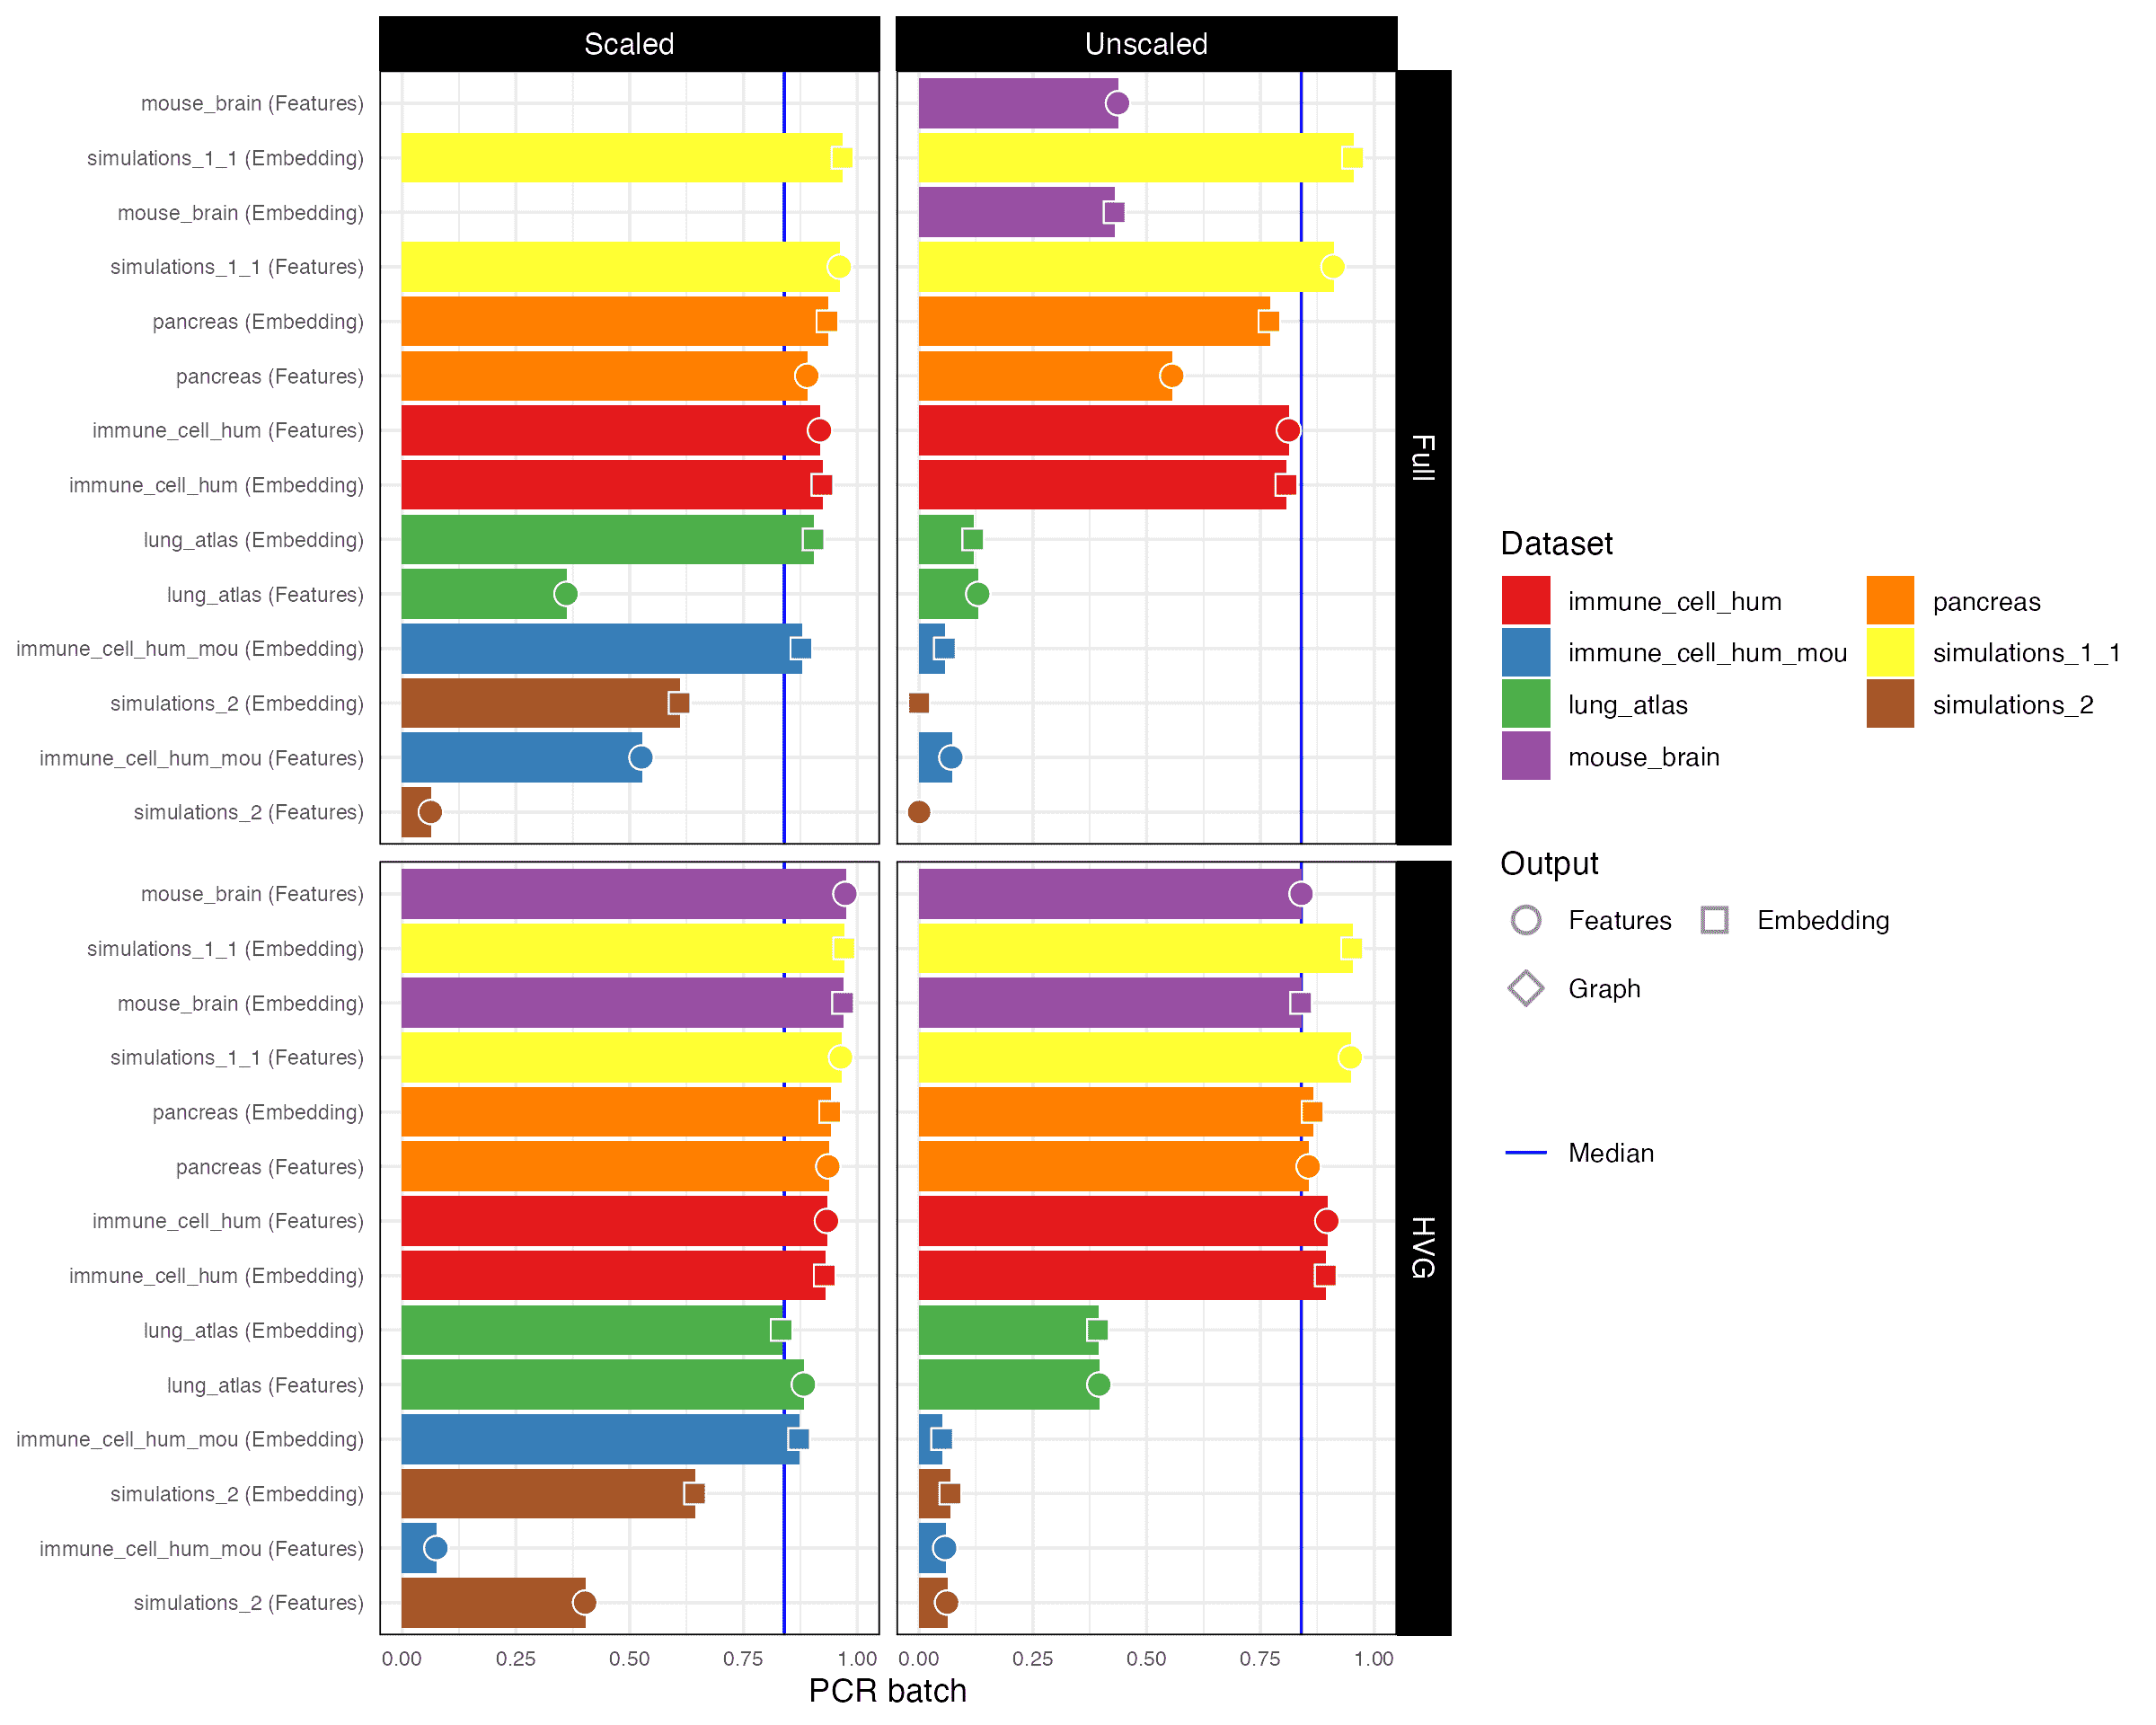 Scaled
Unscaled
mouse_brain (Features)
simulations_1_1 (Embedding)
mouse_brain (Embedding)
simulations_1_1 (Features)
pancreas (Embedding)
pancreas (Features)
immune_cell_hum (Features)
immune_cell_hum (Embedding)
lung_atlas (Embedding)
lung_atlas (Features)
immune_cell_hum_mou (Embedding)
simulations_2 (Embedding)
immune_cell_hum_mou (Features)
simulations_2 (Features)
Full
mouse_brain (Features)
simulations_1_1 (Embedding)
mouse_brain (Embedding)
simulations_1_1 (Features)
pancreas (Embedding)
pancreas (Features)
immune_cell_hum (Features)
immune_cell_hum (Embedding)
lung_atlas (Embedding)
lung_atlas (Features)
immune_cell_hum_mou (Embedding)
simulations_2 (Embedding)
immune_cell_hum_mou (Features)
simulations_2 (Features)
HVG
0.00 0.25 0.50 0.75 1.00
0.00 0.25 0.50 0.75 1.00
PCR batch
Dataset
immune_cell_hum
immune_cell_hum_mou
lung_atlas
mouse_brain
pancreas
simulations_1_1
simulations_2
Output
Features
Embedding
Graph
Median